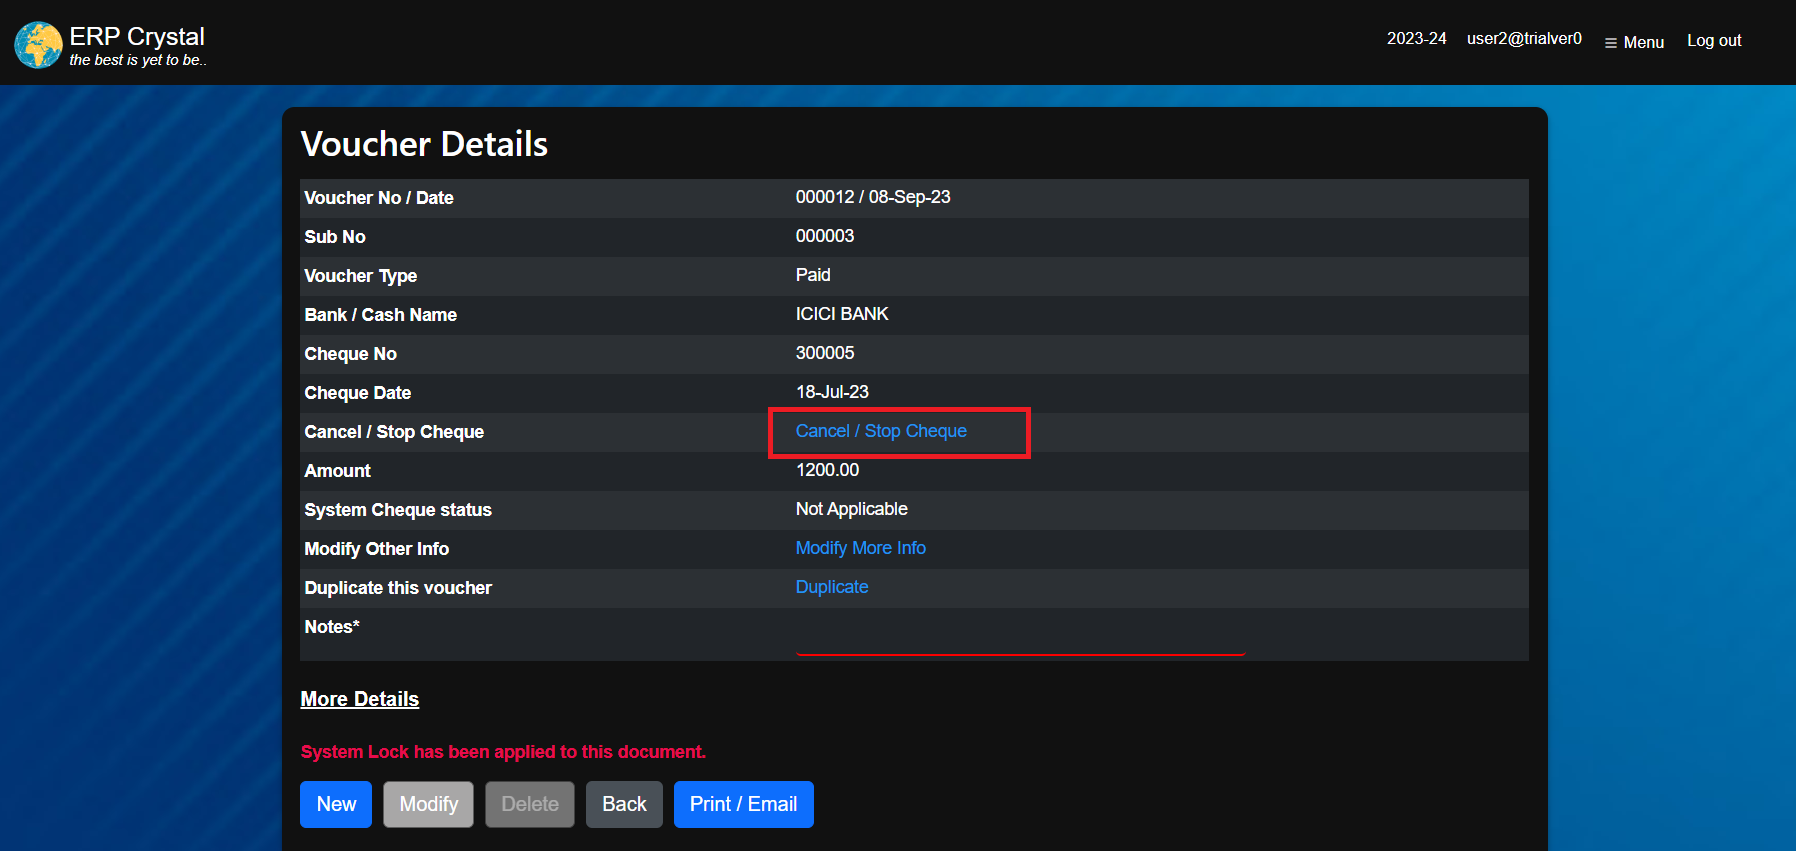 ERP Crystal
the best is yet to be..
2023-24 user2@trialver0 Menu Log out
Voucher Details
Voucher No / Date 000012 / 08-Sep-23
Sub No 000003
Voucher Type Paid
Bank / Cash Name ICICI BANK
Cheque No 300005
Cheque Date 18-Jul-23
Cancel / Stop Cheque Cancel / Stop Cheque
Amount 1200.00
System Cheque status Not Applicable
Modify Other Info Modify More Info
Duplicate this voucher Duplicate
Notes*
More Details
System Lock has been applied to this document.
New Modify Delete Back Print / Email